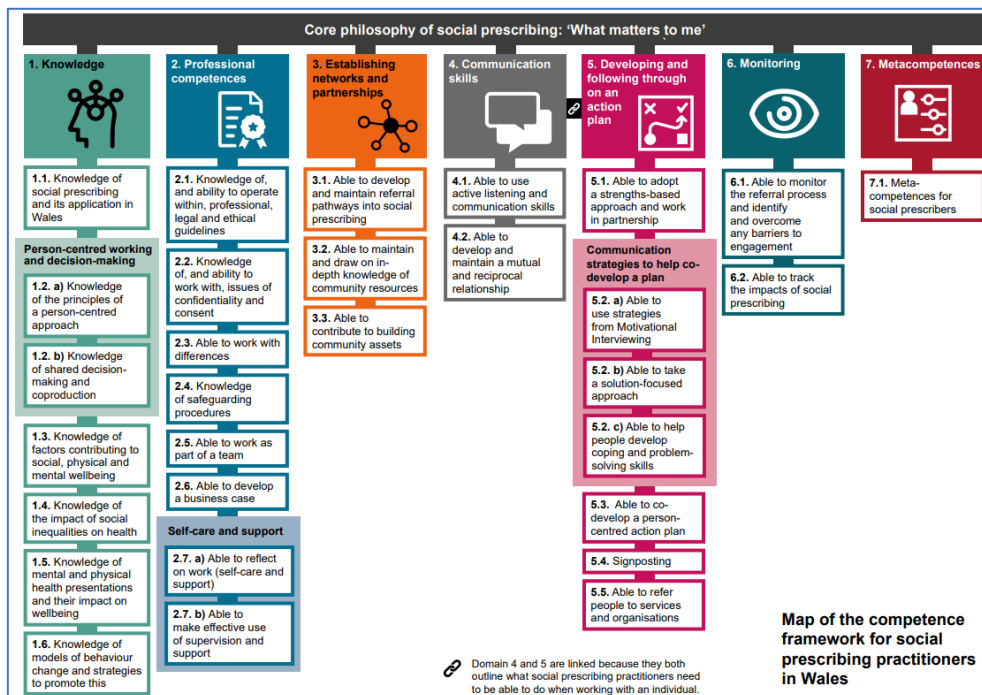 Core philosophy of social prescribing: ‘What matters to me’
1. Knowledge
1.1. Knowledge of
social prescribing
and its application in
Wales
Person-centred working
and decision-making
1.2. a) Knowledge
of the principles of
a person-centred
approach
1.2. b) Knowledge
of shared decision-
making and
coproduction
1.3. Knowledge of
factors contributing to
social, physical and
mental wellbeing
1.4. Knowledge of
the impact of social
inequalities on health
1.5. Knowledge of
mental and physical
health presentations
and their impact on
wellbeing
1.6. Knowledge of
models of behaviour
change and strategies
to promote this
2. Professional
competences
2.1. Knowledge of,
and ability to operate
within, professional,
legal and ethical
guidelines
2.2. Knowledge
of, and ability to
work with, issues of
confidentiality and
consent
2.3. Able to work with
differences
2.4. Knowledge
of safeguarding
procedures
2.5. Able to work as
part of a team
2.6. Able to develop
a business case
Self-care and support
2.7. a) Able to reflect
on work (self-care and
support)
2.7. b) Able to
make effective use
of supervision and
support
3. Establishing
networks and
partnerships
3.1. Able to develop
and maintain referral
pathways into social
prescribing
3.2. Able to maintain
and draw on in-
depth knowledge of
community resources
3.3. Able to
contribute to building
community assets
4. Communication
skills
4.1. Able to use
active listening and
communication skills
4.2. Able to
develop and
maintain a mutual
and reciprocal
relationship
5. Developing and
following through
on an
action
plan
5.1. Able to adopt
a strengths-based
approach and work
in partnership
Communication
strategies to help co-
develop a plan
5.2. a) Able to
use strategies
from Motivational
Interviewing
5.2. b) Able to take
a solution-focused
approach
5.2. c) Able to help
people develop
coping and problem-
solving skills
5.3. Able to co-
develop a person-
centred action plan
5.4. Signposting
5.5. Able to refer
people to services
and organisations
6. Monitoring
6.1. Able to monitor
the referral process
and identify
and overcome
any barriers to
engagement
6.2. Able to track
the impacts of social
prescribing
7. Metacompetences
7.1. Meta-
competences for
social prescribers
Domain 4 and 5 are linked because they both
outline what social prescribing practitioners need
to be able to do when working with an individual.
Map of the competence
framework for social
prescribing practitioners
in Wales